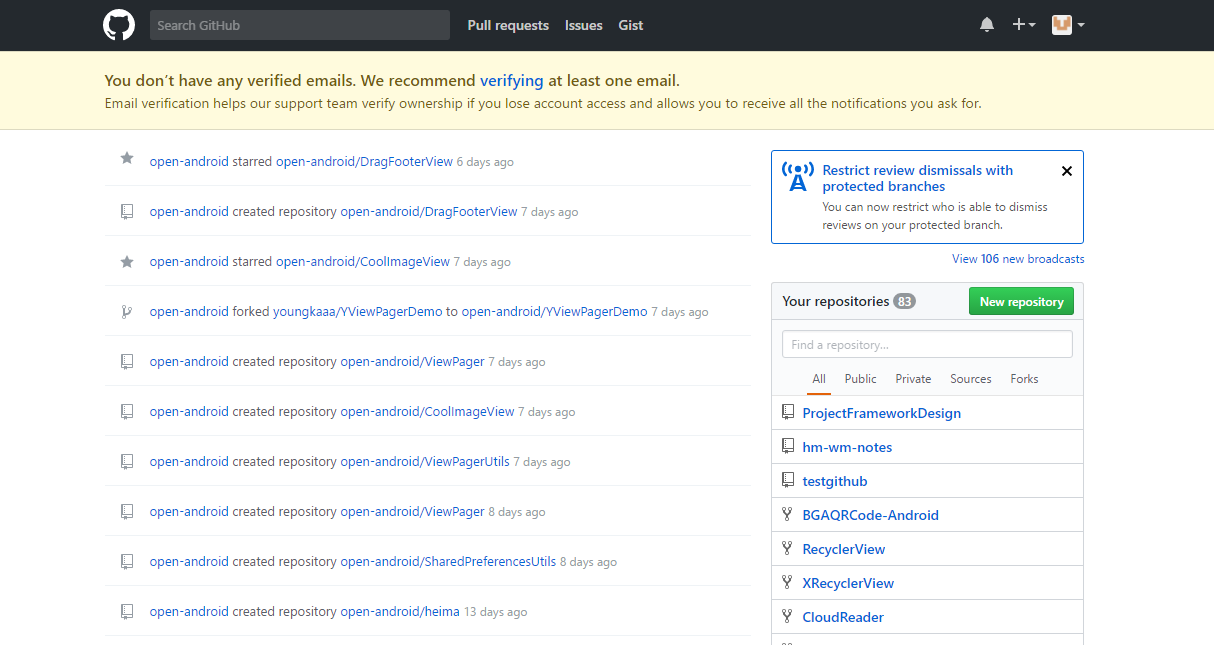 Search GitHub Pull requests Issues Gist
You don't have any verified emails. We recommend verifying at least one email.
Email verification helps our support team verify ownership if you lose account access and allows you to receive all the notifications you ask for.
open-android starred open-android/DragFooterView 6 days ago
open-android created repository open-android/DragFooterView 7 days ago
open-android starred open-android/CoolImageView 7 days ago
open-android forked youngkaaa/YViewPagerDemo to open-android/YViewPagerDemo 7 days ago
open-android created repository open-android/ViewPager 7 days ago
open-android created repository open-android/CoolImageView 7 days ago
open-android created repository open-android/ViewPagerUtils 7 days ago
open-android created repository open-android/ViewPager 8 days ago
open-android created repository open-android/SharedPreferencesUtils 8 days ago
open-android created repository open-android/heima 13 days ago
Restrict review dismissals with
protected branches
You can now restrict who is able to dismiss
reviews on your protected branch.
View 106 new broadcasts
Your repositories 83 New repository
Find a repository...
All Public Private Sources Forks
ProjectFrameworkDesign
hm-wm-notes
testgithub
BGAQRCode-Android
RecyclerView
XRecyclerView
CloudReader